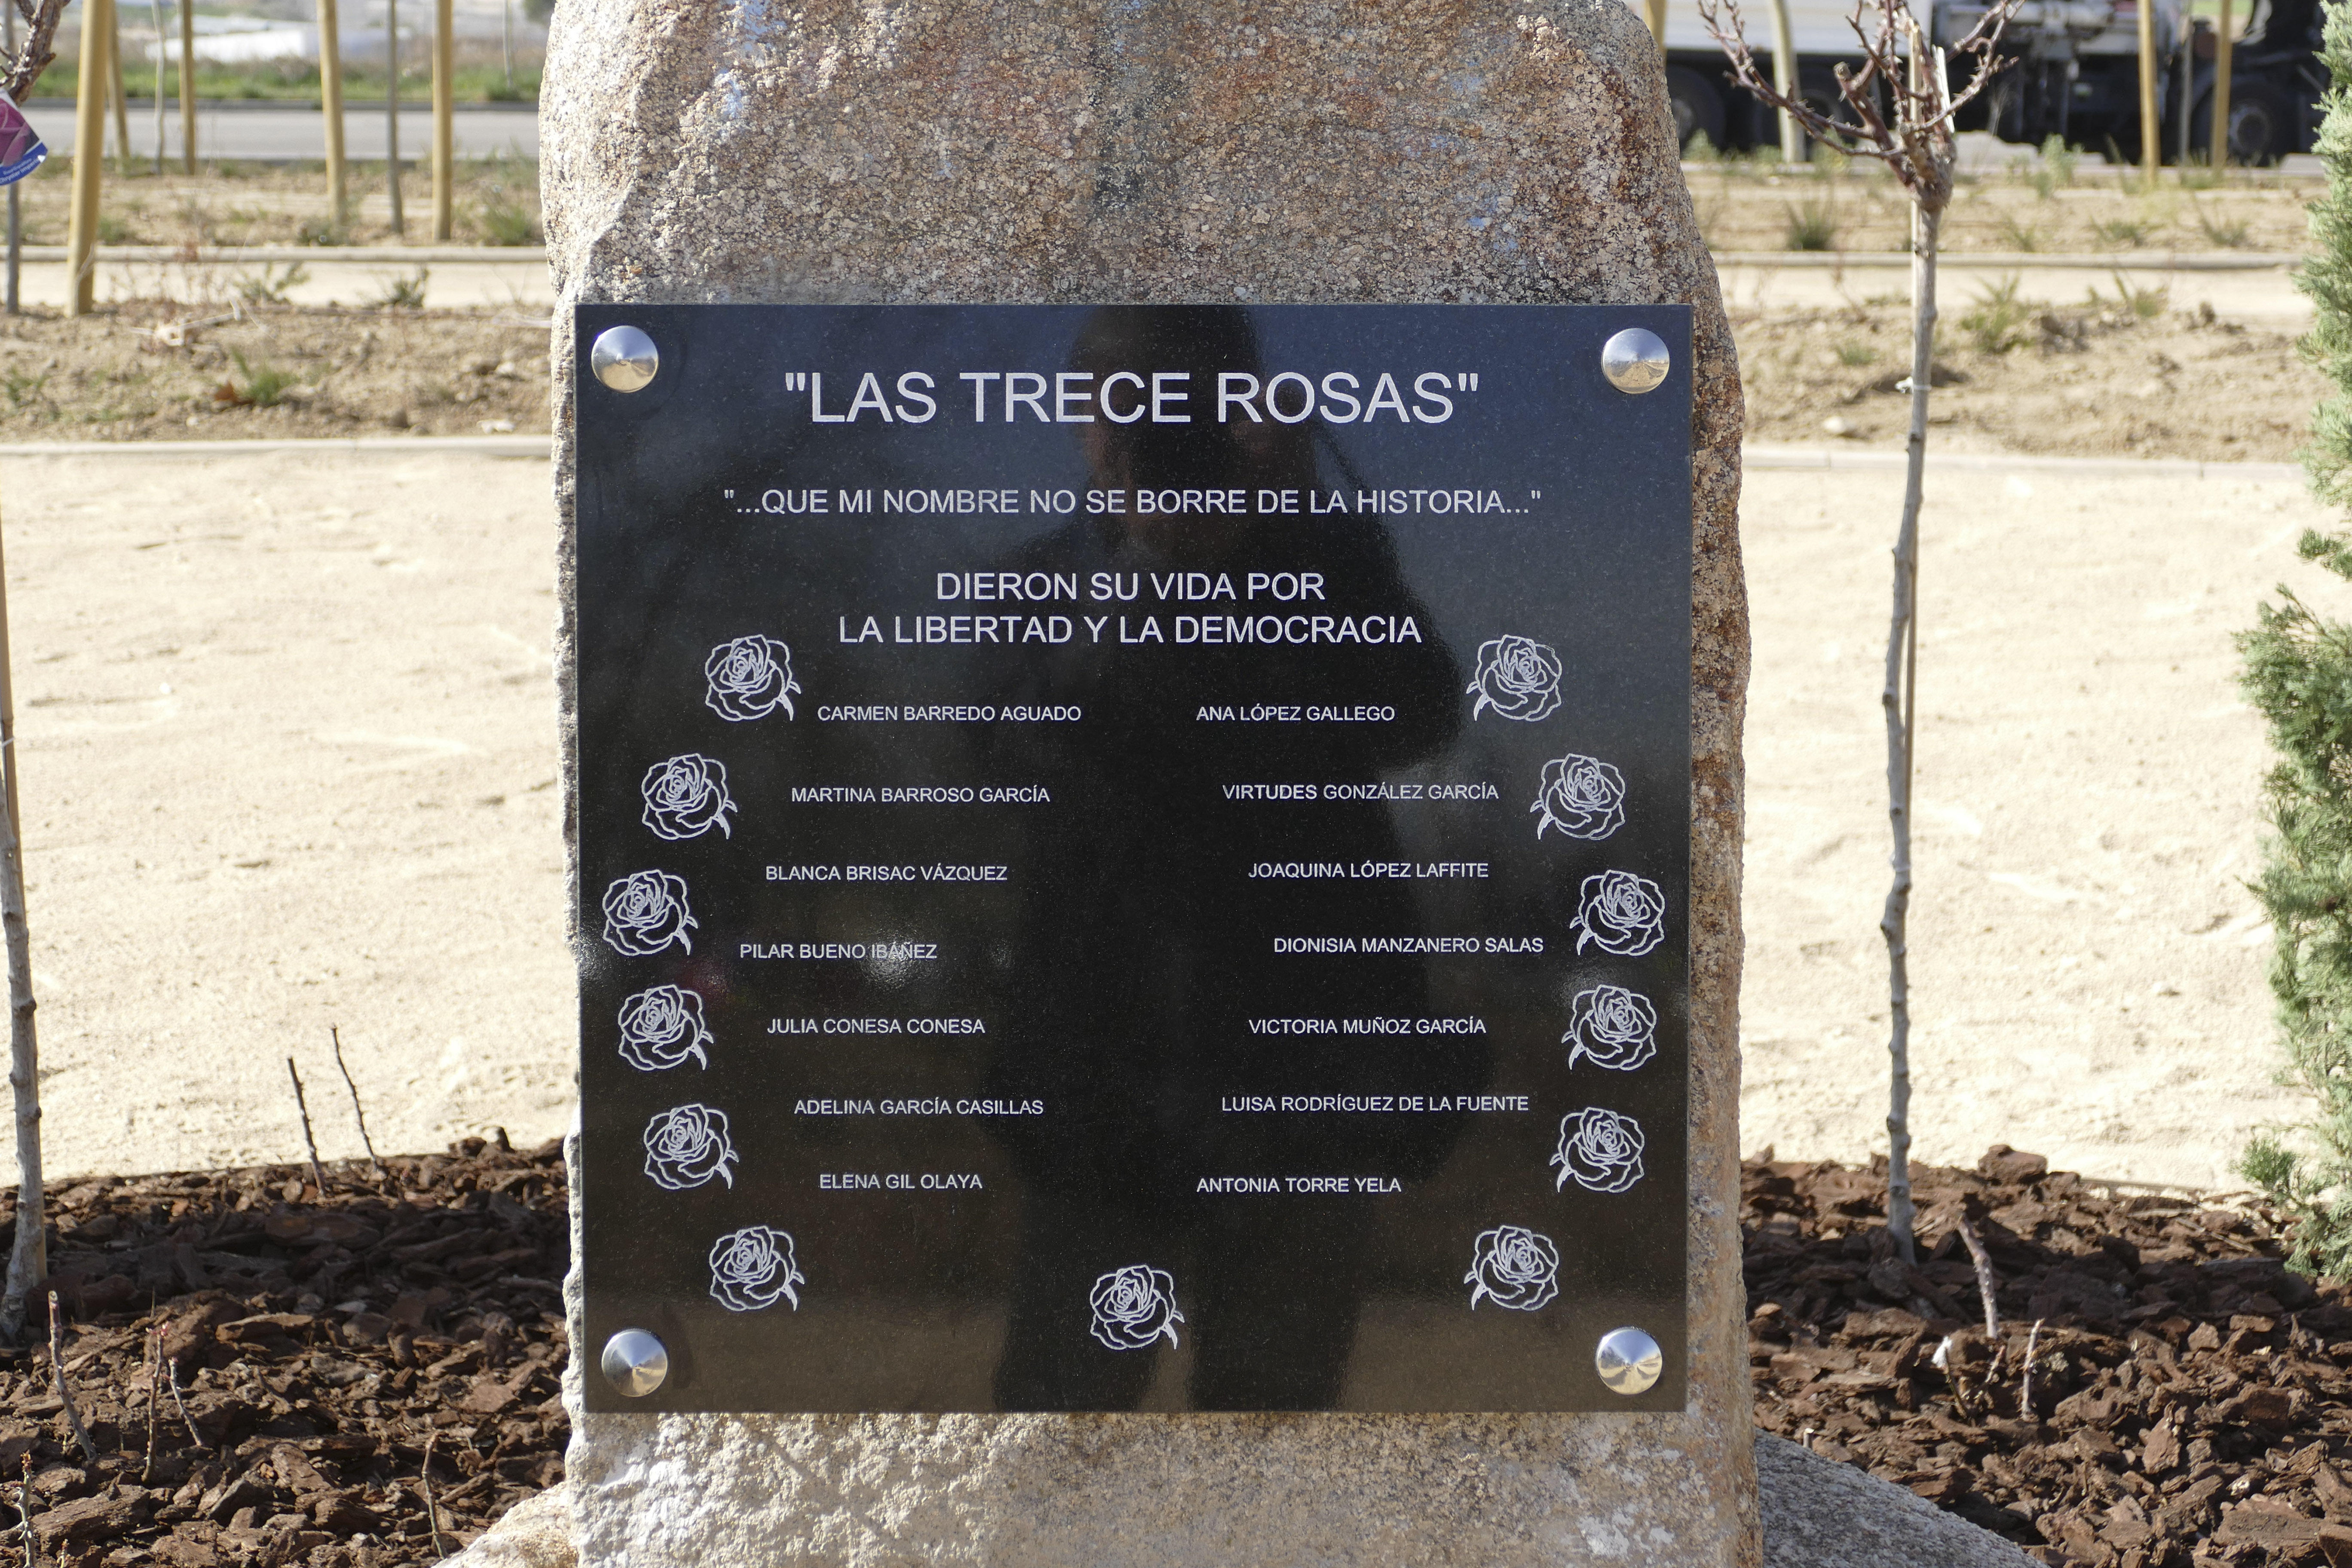 "LAS TRECE ROSAS"
"...QUE MI NOMBRE NO SE BORRE DE LA HISTORIA..."
DIERON SU VIDA POR
LA LIBERTAD Y LA DEMOCRACIA
CARMEN BARREDO AGUADO
ANA LÓPEZ GALLEGO
MARTINA BARROSO GARCÍA
VIRTUDES GONZÁLEZ GARCÍA
BLANCA BRISAC VÁZQUEZ
JOAQUINA LÓPEZ LAFFITE
PILAR BUENO IBÁÑEZ
DIONISIA MANZANERO SALAS
JULIA CONESA CONESA
VICTORIA MUÑOZ GARCÍA
ADELINA GARCÍA CASILLAS
LUISA RODRÍGUEZ DE LA FUENTE
ELENA GIL OLAYA
ANTONIA TORRE YELA